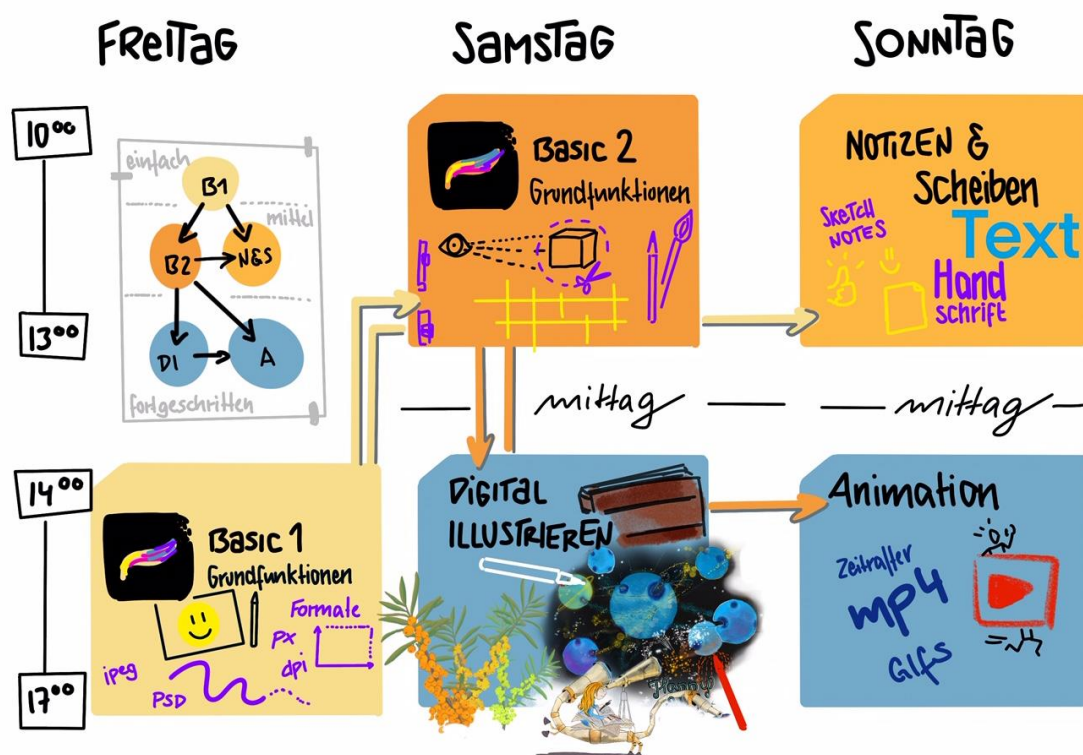 FREITAG
SAMSTAG
SONNTAG
10⁰⁰
13⁰⁰
14⁰⁰
17⁰⁰
einfach
B1
mittel
B2
N&S
DI
A
fortgeschritten
Basic 2
Grundfunktionen
NOTIZEN &
Scheiben
SKETCH
NOTES
Text
Hand
schrift
mittag
mittag
Basic 1
Grundfunktionen
Formate
PX
dpi
ipeg
PSD
DIGITAL
ILLUSTRIEREN
Animation
Zeitraffer
mp4
GIfs